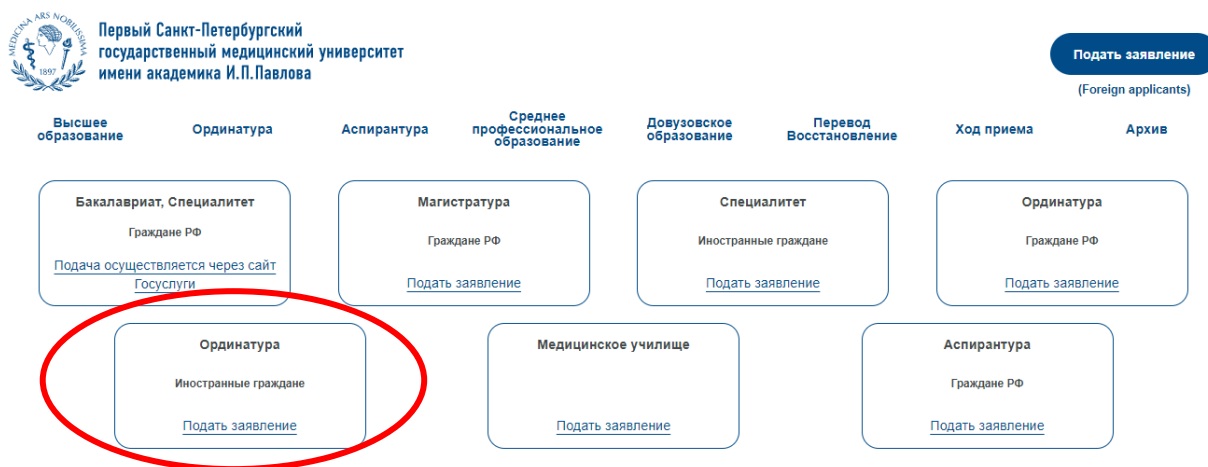 MEDICINA ARS NOBILISSIMA
1897
Первый Санкт-Петербургский
государственный медицинский университет
имени академика И.П.Павлова
Подать заявление
(Foreign applicants)
Высшее
образование
Ординатура
Аспирантура
Среднее
профессиональное
образование
Довузовское
образование
Перевод
Восстановление
Ход приема
Архив
Бакалавриат, Специалитет
Граждане РФ
Подача осуществляется через сайт
Госуслуги
Магистратура
Граждане РФ
Подать заявление
Специалитет
Иностранные граждане
Подать заявление
Ординатура
Граждане РФ
Подать заявление
Ординатура
Иностранные граждане
Подать заявление
Медицинское училище
Подать заявление
Аспирантура
Граждане РФ
Подать заявление